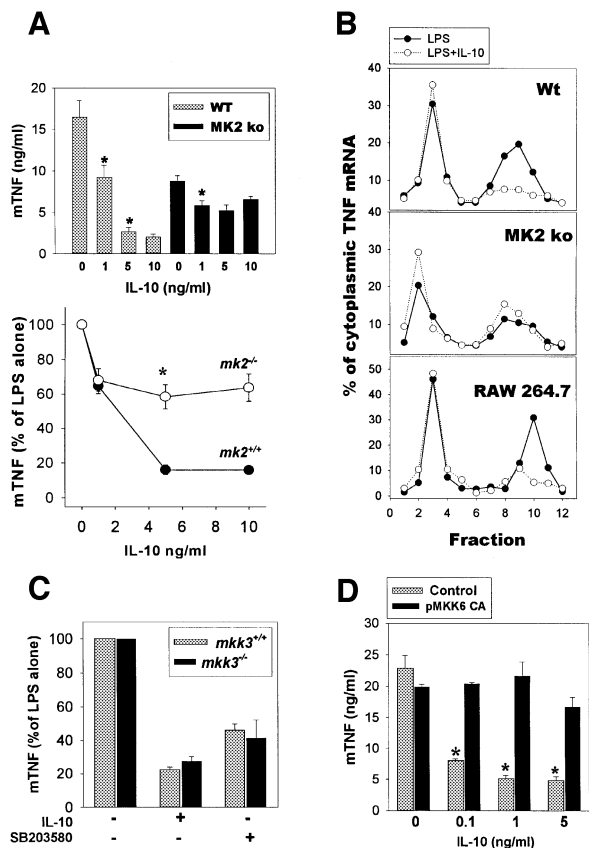 A
mTNF (ng/ml)
20
15
10
5
0
WT
MK2 ko
*
*
*
0 1 5 10 0 1 5 10
IL-10 (ng/ml)
mTNF (% of LPS alone)
100
80
60
40
20
0
*
mk2-/-
mk2+/+
0 2 4 6 8 10
IL-10 ng/ml
B
LPS
LPS+IL-10
% of cytoplasmic TNF mRNA
40
30
20
10
Wt
40
30
20
10
0
MK2 ko
50
40
30
20
10
0
RAW 264.7
0 2 4 6 8 10 12
Fraction
C
mTNF (%of LPS alone)
100
80
60
40
20
0
mkk3+/+
mkk3-/-
IL-10 - + -
SB203580 - - +
D
Control
pMKK6 CA
mTNF (ng/ml)
30
25
20
15
10
5
0
*
*
*
0 0.1 1 5
IL-10 (ng/ml)